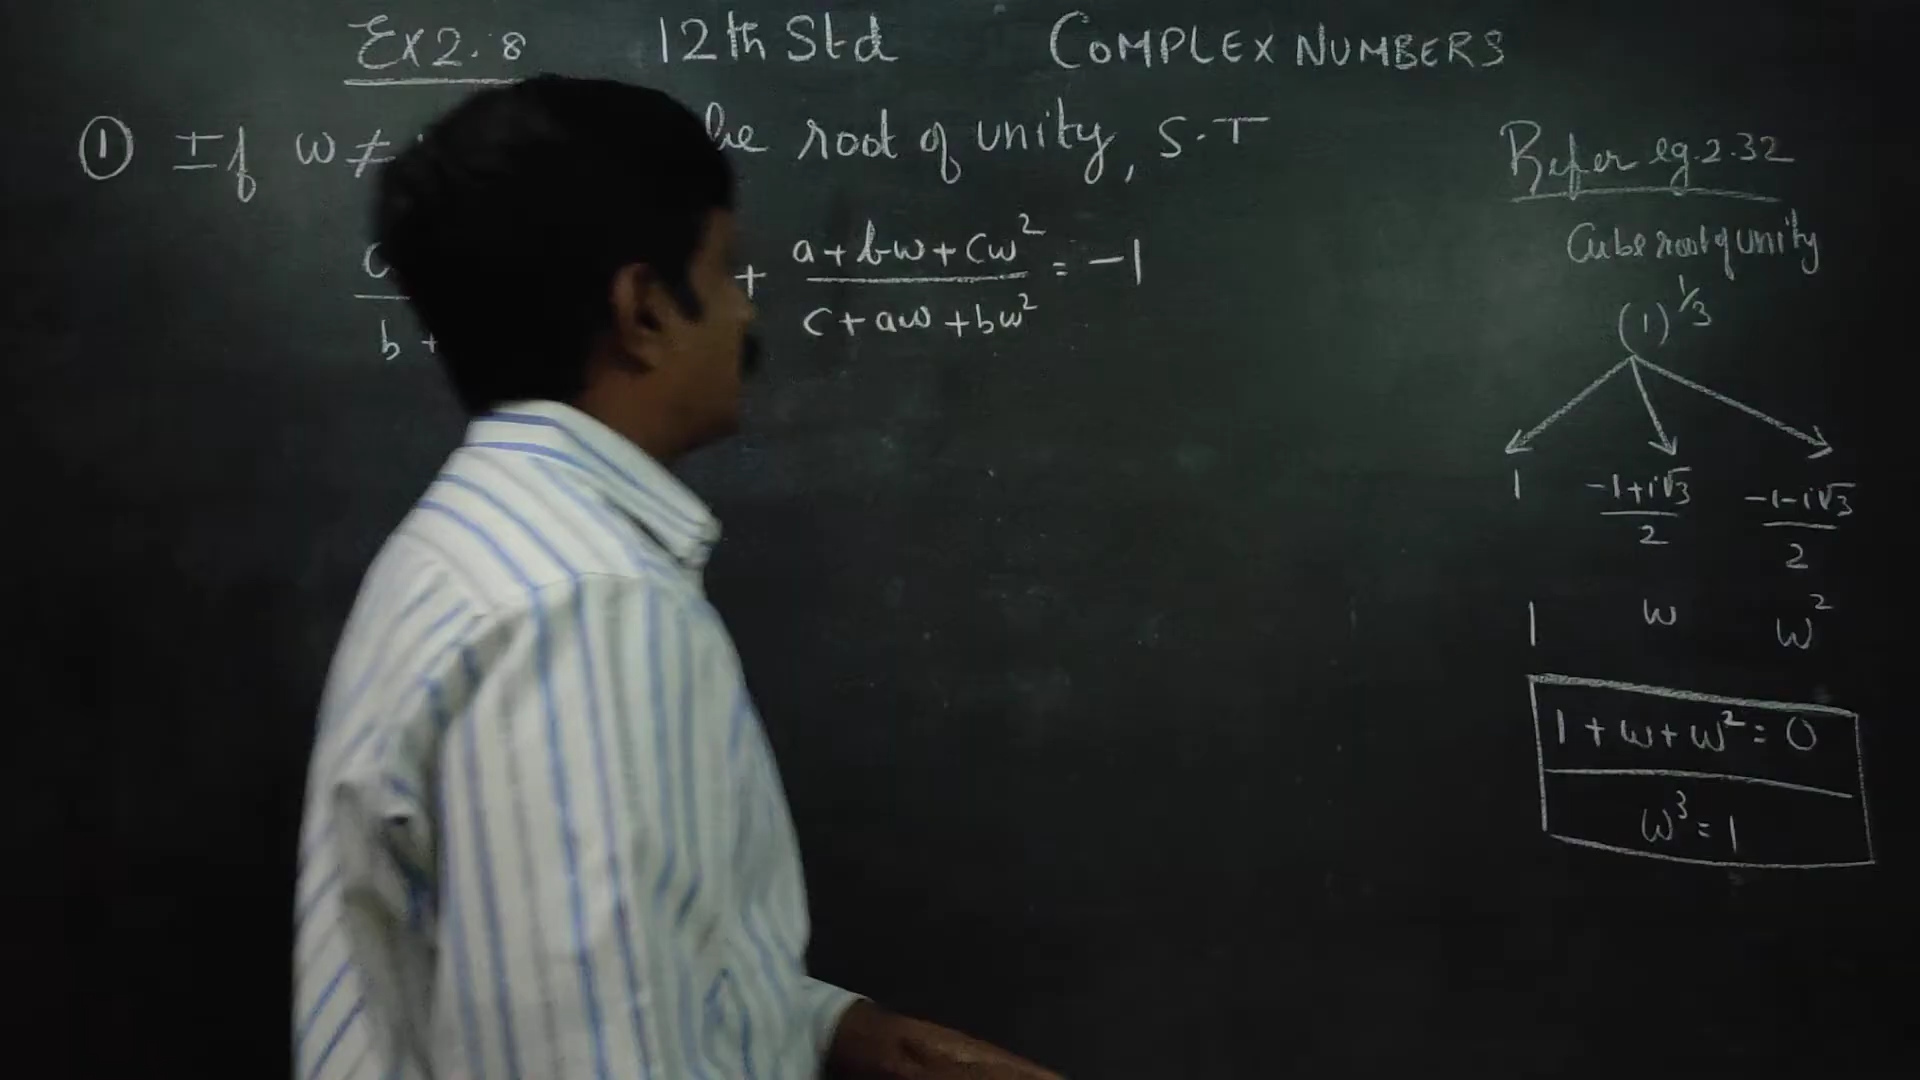 Ex 2.8 12th Std COMPLEX NUMBERS
① If ω ≠ root of unity, S.T
+ a+bω+cω² / c+aω+bω² = -1
b +
Refer eg.2.32
Cube root of unity
(1)^1/3
1 -1+i√3 / 2 -1-i√3 / 2
1 ω ω²
1+ω+ω² = 0
ω³ = 1